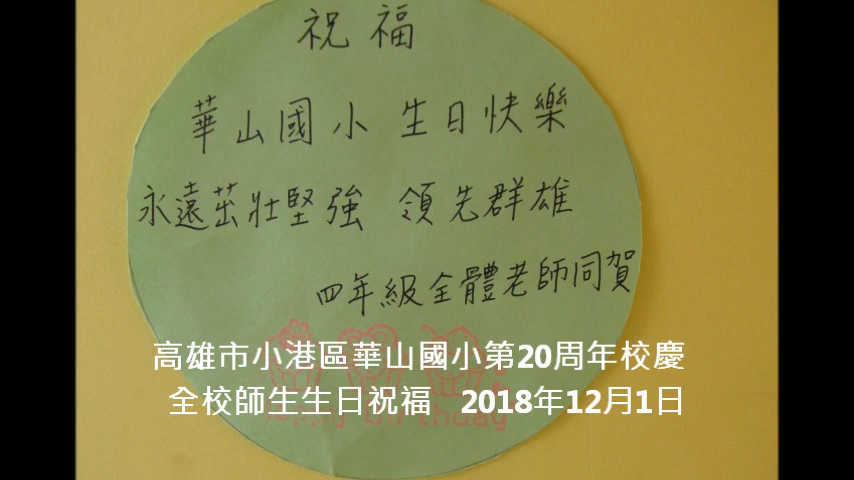 祝福
華山國小 生日快樂
永遠茁壯堅強 領先群雄
四年級全體老師同賀
高雄市小港區華山國小第20周年校慶
全校師生生日祝福 2018年12月1日
birthday